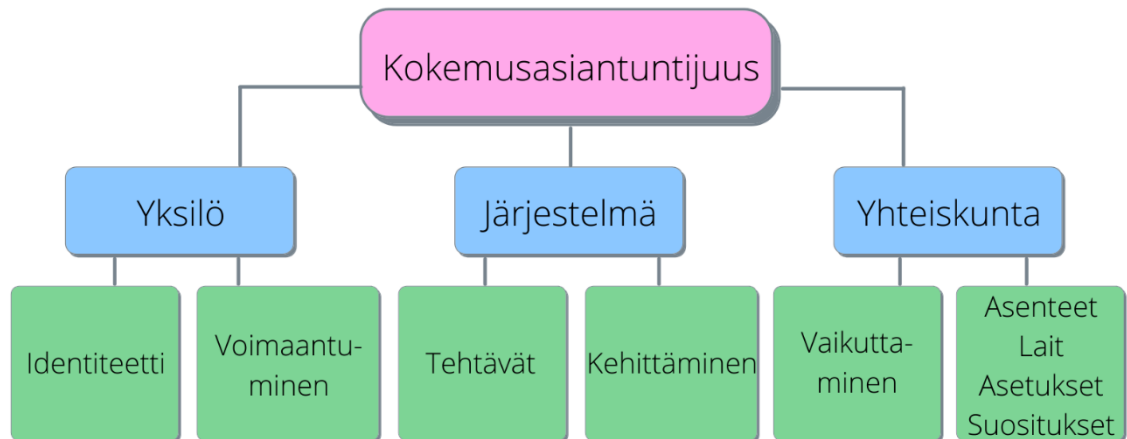 Kokemusasiantuntijuus
Yksilö
Järjestelmä
Yhteiskunta
Identiteetti
Voimaantu-
minen
Tehtävät
Kehittäminen
Vaikutta-
minen
Asenteet
Lait
Asetukset
Suositukset